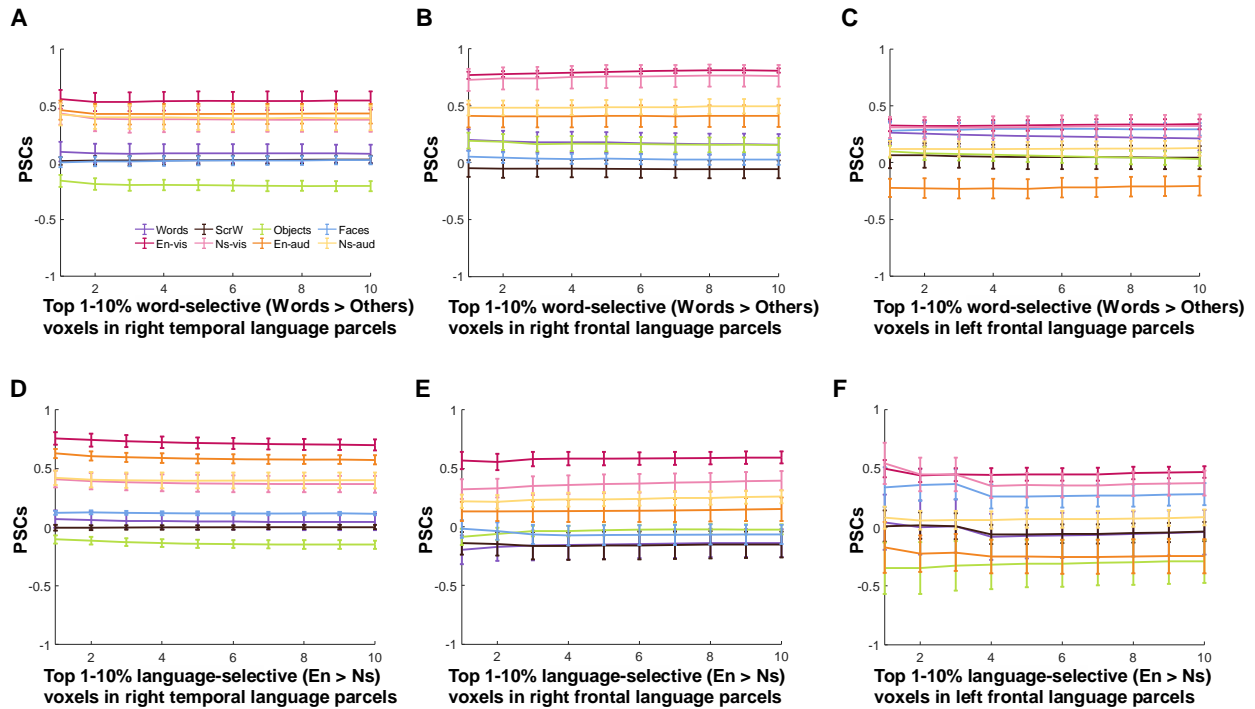 A
B
C
1
0.5
0
-0.5
-1
PSCs
2
4
6
8
10
Words
ScrW
Objects
Faces
En-vis
Ns-vis
En-aud
Ns-aud
Top 1-10% word-selective (Words > Others)
voxels in right temporal language parcels
1
0.5
0
-0.5
-1
PSCs
2
4
6
8
10
Top 1-10% word-selective (Words > Others)
voxels in right frontal language parcels
1
0.5
0
-0.5
-1
PSCs
2
4
6
8
10
Top 1-10% word-selective (Words > Others)
voxels in left frontal language parcels
D
E
F
1
0.5
0
-0.5
-1
PSCs
2
4
6
8
10
Top 1-10% language-selective (En > Ns)
voxels in right temporal language parcels
1
0.5
0
-0.5
-1
PSCs
2
4
6
8
10
Top 1-10% language-selective (En > Ns)
voxels in right frontal language parcels
1
0.5
0
-0.5
-1
PSCs
2
4
6
8
10
Top 1-10% language-selective (En > Ns)
voxels in left frontal language parcels